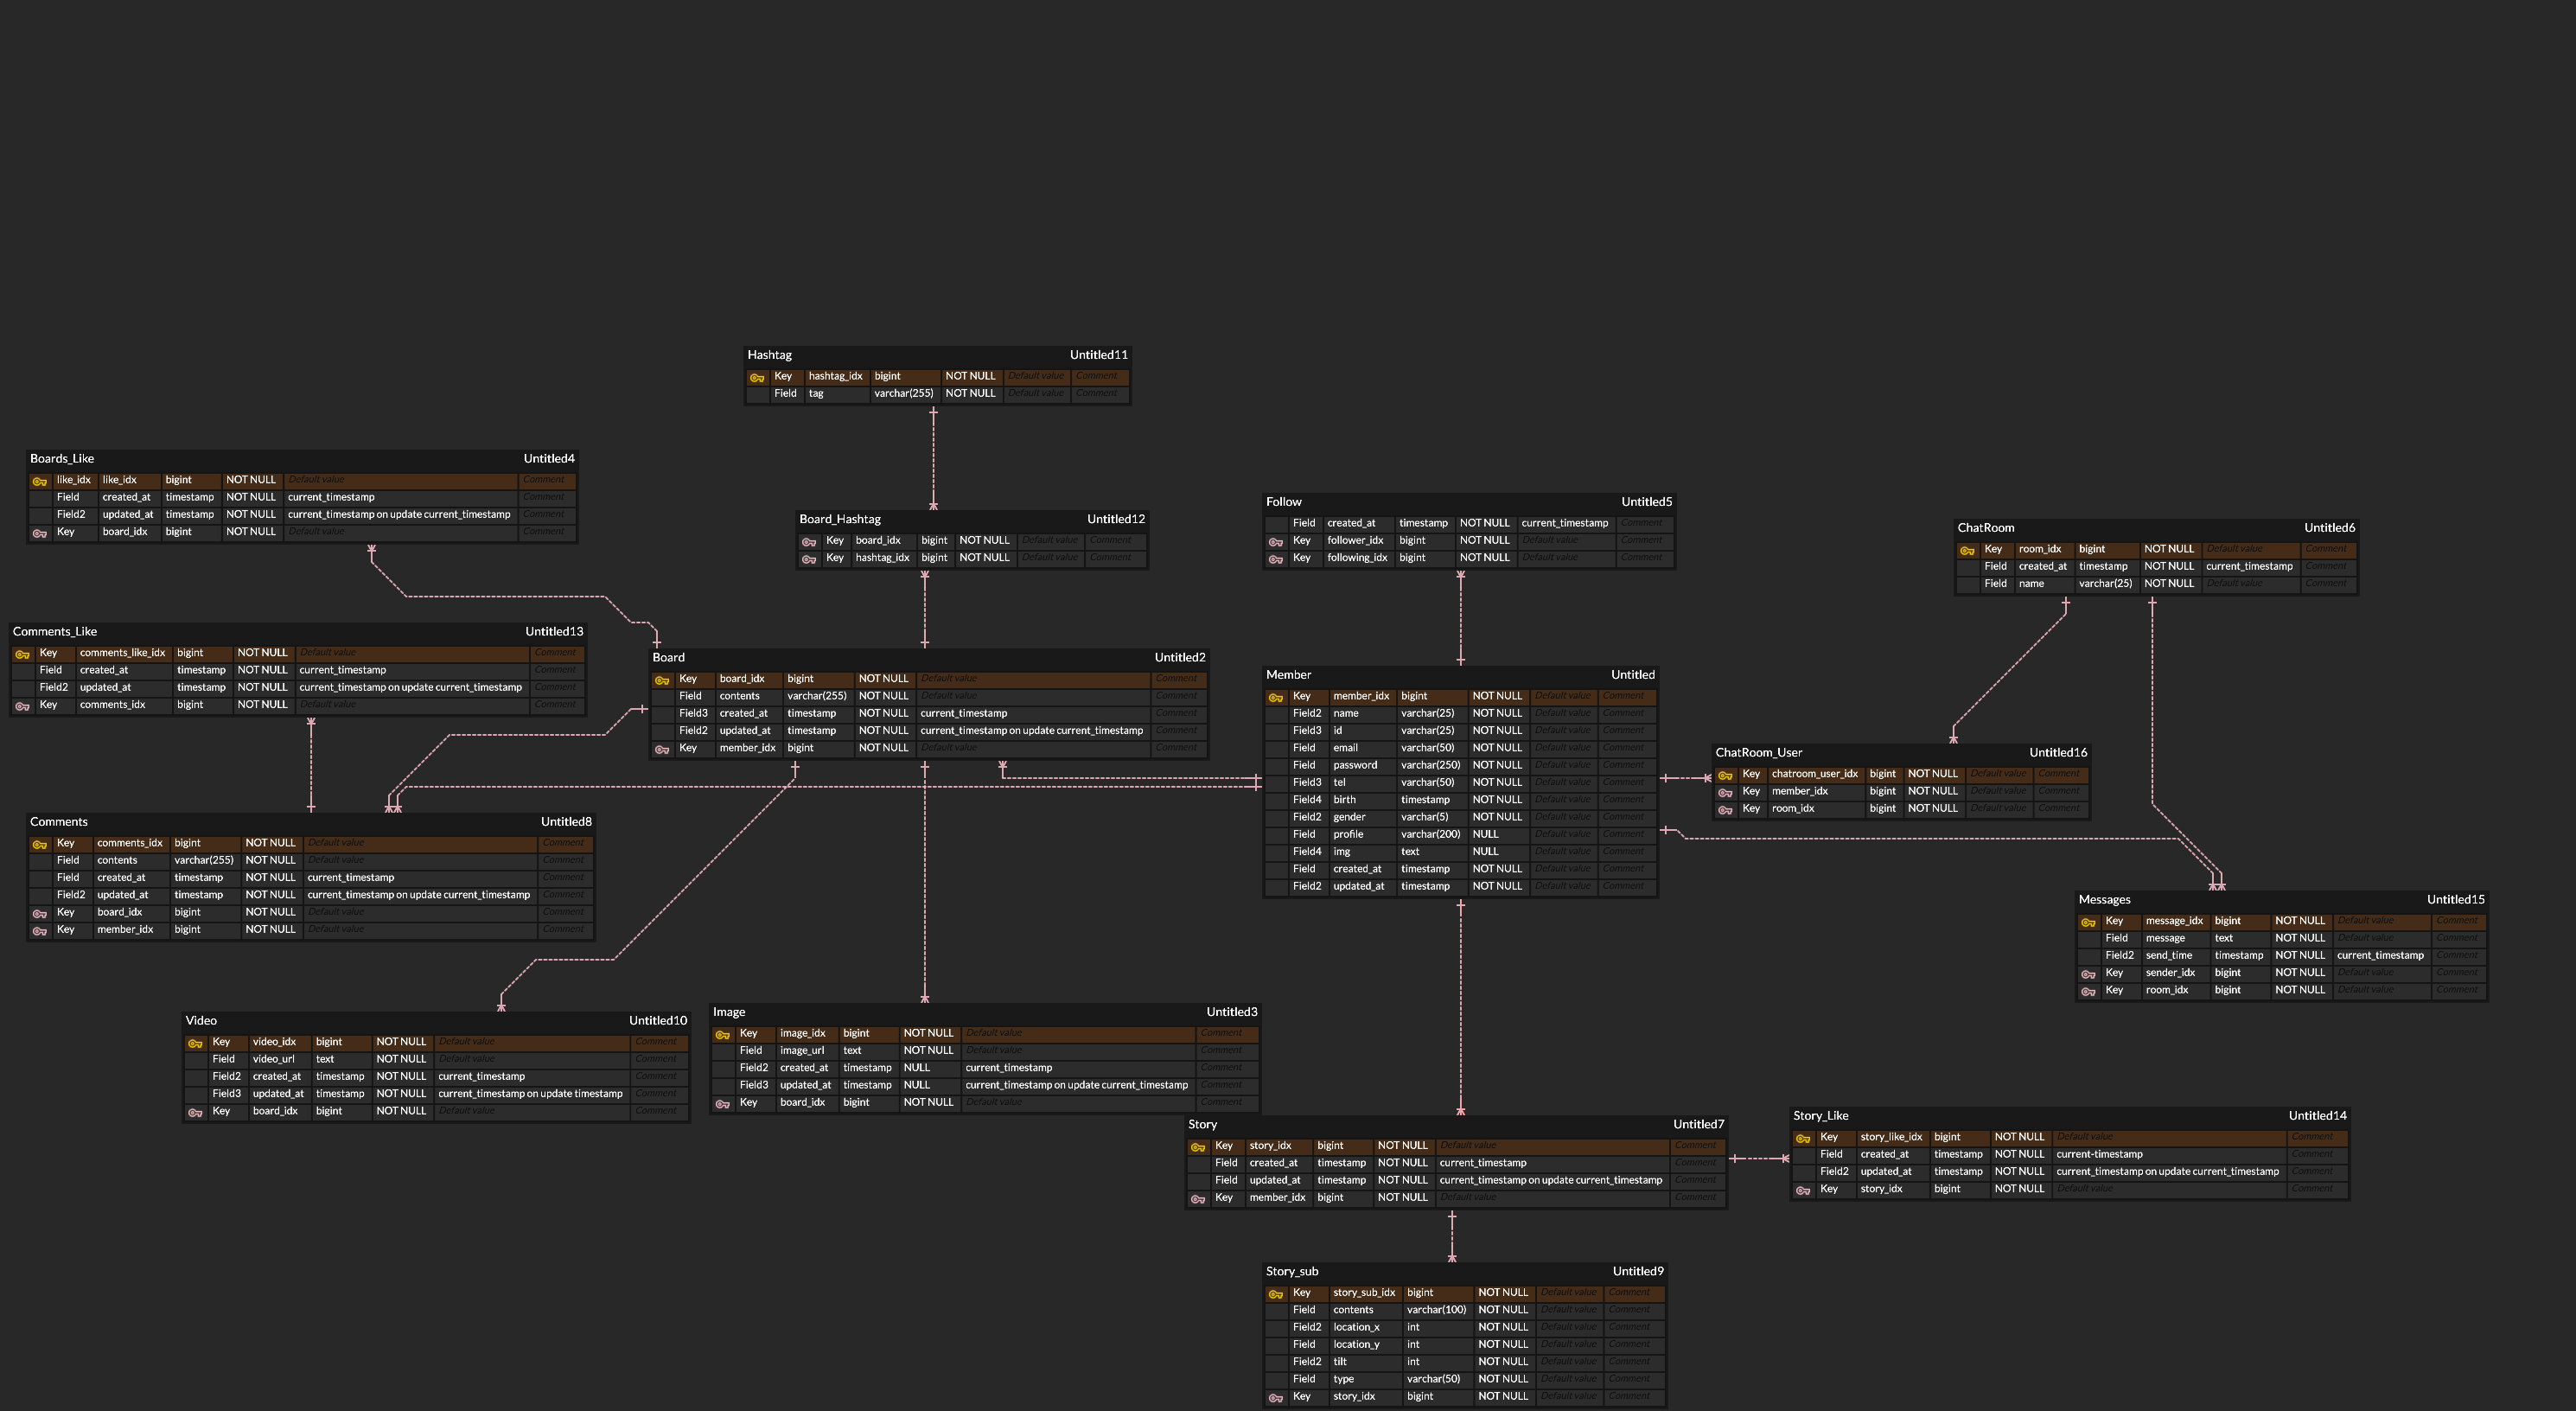 Hashtag Untitled11
Key hashtag_idx bigint NOT NULL Default value Comment
Field tag varchar(255) NOT NULL Default value Comment
Boards_Like Untitled4
like_idx like_idx bigint NOT NULL Default value Comment
Field created_at timestamp NOT NULL current_timestamp Comment
Field2 updated_at timestamp NOT NULL current_timestamp on update current_timestamp Comment
Key board_idx bigint NOT NULL Default value Comment
Board_Hashtag Untitled12
Key board_idx bigint NOT NULL Default value Comment
Key hashtag_idx bigint NOT NULL Default value Comment
Follow Untitled5
Field created_at timestamp NOT NULL current_timestamp Comment
Key follower_idx bigint NOT NULL Default value Comment
Key following_idx bigint NOT NULL Default value Comment
ChatRoom Untitled6
Key room_idx bigint NOT NULL Default value Comment
Field created_at timestamp NOT NULL current_timestamp Comment
Field name varchar(25) NOT NULL Default value Comment
Comments_Like Untitled13
Key comments_like_idx bigint NOT NULL Default value Comment
Field created_at timestamp NOT NULL current_timestamp Comment
Field2 updated_at timestamp NOT NULL current_timestamp on update current_timestamp Comment
Key comments_idx bigint NOT NULL Default value Comment
Board Untitled2
Key board_idx bigint NOT NULL Default value Comment
Field contents varchar(255) NOT NULL Default value Comment
Field3 created_at timestamp NOT NULL current_timestamp Comment
Field2 updated_at timestamp NOT NULL current_timestamp on update current_timestamp Comment
Key member_idx bigint NOT NULL Default value Comment
Member Untitled
Key member_idx bigint NOT NULL Default value Comment
Field2 name varchar(25) NOT NULL Default value Comment
Field3 id varchar(25) NOT NULL Default value Comment
Field email varchar(50) NOT NULL Default value Comment
Field password varchar(250) NOT NULL Default value Comment
Field3 tel varchar(50) NOT NULL Default value Comment
Field4 birth timestamp NOT NULL Default value Comment
Field2 gender varchar(5) NOT NULL Default value Comment
Field profile varchar(200) NULL Default value Comment
Field4 img text NULL Default value Comment
Field created_at timestamp NOT NULL Default value Comment
Field2 updated_at timestamp NOT NULL Default value Comment
ChatRoom_User Untitled16
Key chatroom_user_idx bigint NOT NULL Default value Comment
Key member_idx bigint NOT NULL Default value Comment
Key room_idx bigint NOT NULL Default value Comment
Comments Untitled8
Key comments_idx bigint NOT NULL Default value Comment
Field contents varchar(255) NOT NULL Default value Comment
Field created_at timestamp NOT NULL current_timestamp Comment
Field2 updated_at timestamp NOT NULL current_timestamp on update current_timestamp Comment
Key board_idx bigint NOT NULL Default value Comment
Key member_idx bigint NOT NULL Default value Comment
Messages Untitled15
Key message_idx bigint NOT NULL Default value Comment
Field message text NOT NULL Default value Comment
Field2 send_time timestamp NOT NULL current_timestamp Comment
Key sender_idx bigint NOT NULL Default value Comment
Key room_idx bigint NOT NULL Default value Comment
Video Untitled10
Key video_idx bigint NOT NULL Default value Comment
Field video_url text NOT NULL Default value Comment
Field2 created_at timestamp NOT NULL current_timestamp Comment
Field3 updated_at timestamp NOT NULL current_timestamp on update timestamp Comment
Key board_idx bigint NOT NULL Default value Comment
Image Untitled3
Key image_idx bigint NOT NULL Default value Comment
Field image_url text NOT NULL Default value Comment
Field2 created_at timestamp NULL current_timestamp Comment
Field3 updated_at timestamp NULL current_timestamp on update current_timestamp Comment
Key board_idx bigint NOT NULL Default value Comment
Story Untitled7
Key story_idx bigint NOT NULL Default value Comment
Field created_at timestamp NOT NULL current_timestamp Comment
Field updated_at timestamp NOT NULL current_timestamp on update current_timestamp Comment
Key member_idx bigint NOT NULL Default value Comment
Story_Like Untitled14
Key story_like_idx bigint NOT NULL Default value Comment
Field created_at timestamp NOT NULL current-timestamp Comment
Field2 updated_at timestamp NOT NULL current_timestamp on update current_timestamp Comment
Key story_idx bigint NOT NULL Default value Comment
Story_sub Untitled9
Key story_sub_idx bigint NOT NULL Default value Comment
Field contents varchar(100) NOT NULL Default value Comment
Field2 location_x int NOT NULL Default value Comment
Field location_y int NOT NULL Default value Comment
Field2 tilt int NOT NULL Default value Comment
Field type varchar(50) NOT NULL Default value Comment
Key story_idx bigint NOT NULL Default value Comment